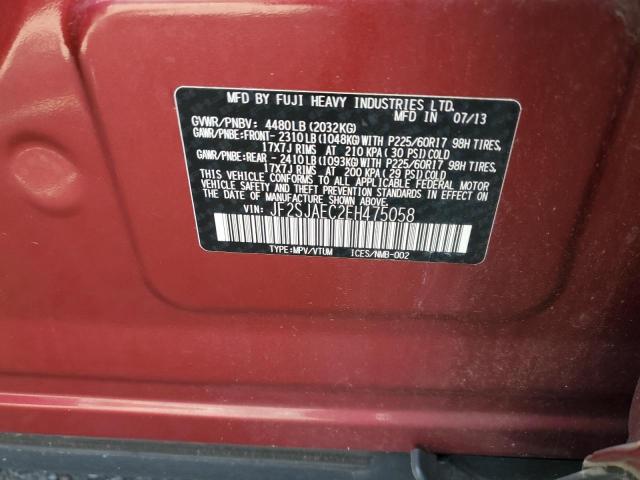 MFD BY FUJI HEAVY INDUSTRIES LTD.
MFD IN 07/13
GVWR/PNBV: 4480LB (2032KG)
GAWR/PNBE:FRONT- 2310LB(1048KG)WITH P225/60R17 98H TIRES,
17X7J RIMS AT 210 KPA (30 PSI)COLD
GAWR/PNBE:REAR - 2410LB(1093KG)WITH P225/60R17 98H TIRES,
17X7J RIMS AT 200 KPA (29 PSI)COLD
THIS VEHICLE CONFORMS TO ALL APPLICABLE FEDERAL MOTOR
VEHICLE SAFETY AND THEFT PREVENTION STANDARDS IN EFFECT ON
THE DATE OF MANUFACTURE SHOWN ABOVE.
VIN: JF2SJAEC2EH475058
TYPE:MPV/VTUM ICES/NMB-002